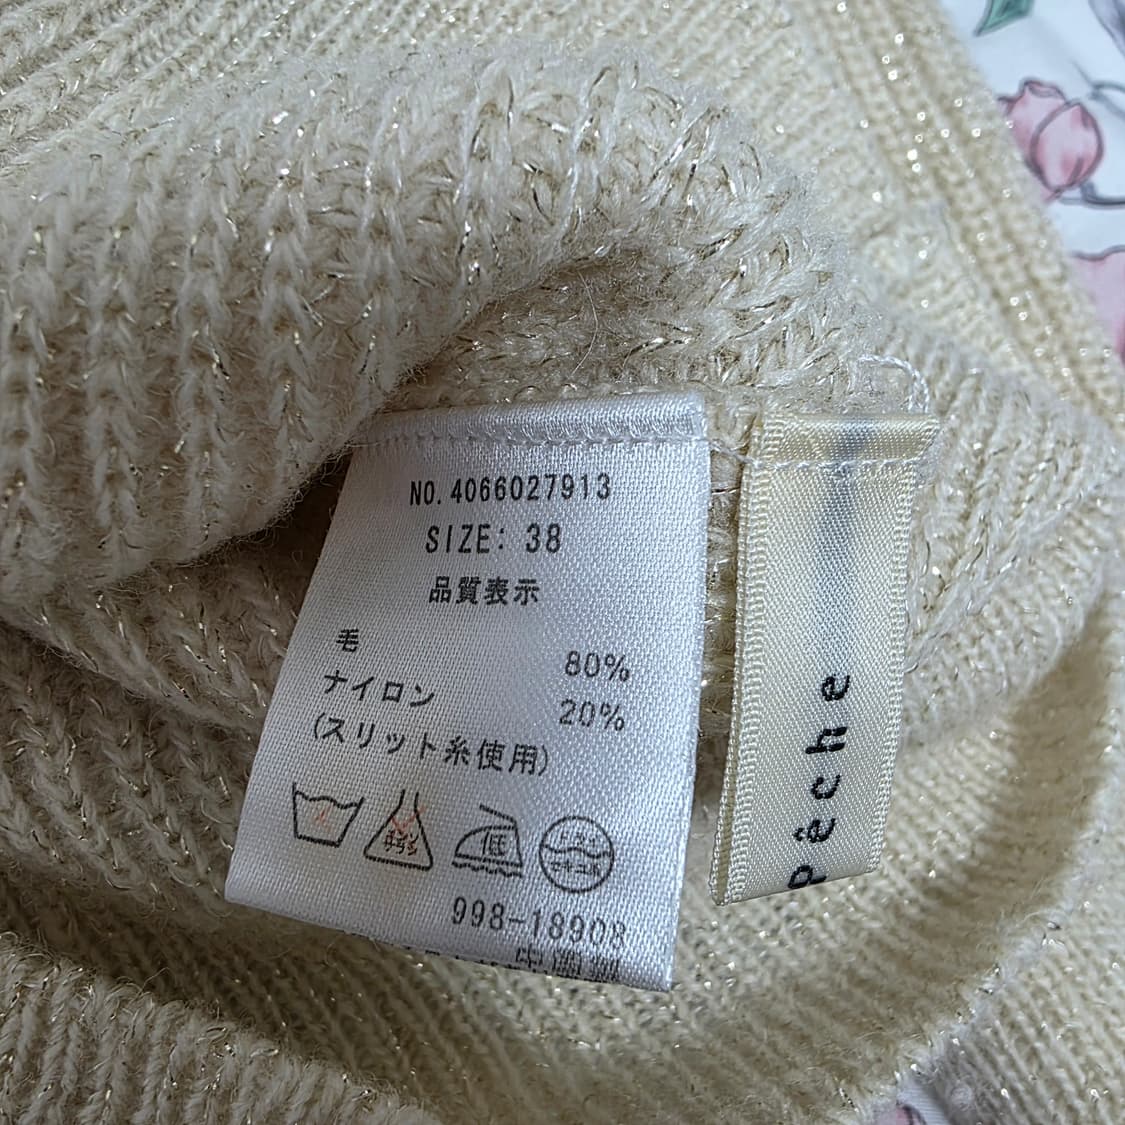 NO. 4066027913
SIZE: 38
品質表示
毛 80%
ナイロン 20%
(スリット糸使用)
低
998-18908
Pêche